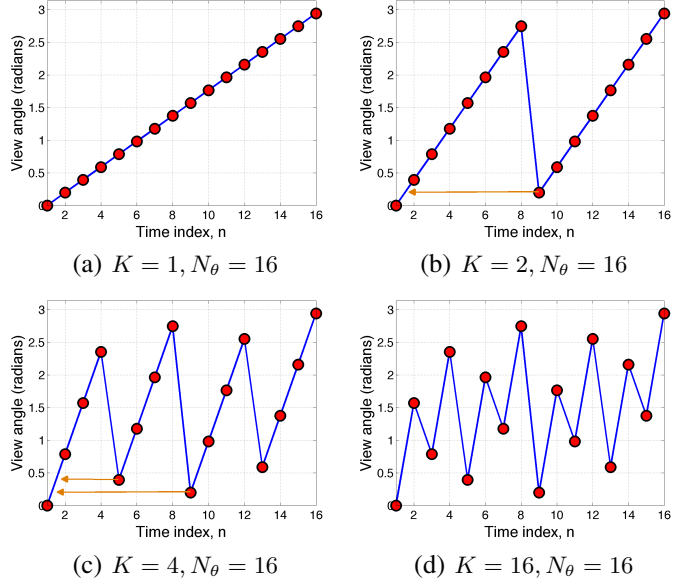 3
2.5
2
1.5
1
0.5
0
View angle (radians)
2 4 6 8 10 12 14 16
Time index, n
(a) K = 1, N_θ = 16
3
2.5
2
1.5
1
0.5
0
View angle (radians)
2 4 6 8 10 12 14 16
Time index, n
(b) K = 2, N_θ = 16
3
2.5
2
1.5
1
0.5
0
View angle (radians)
2 4 6 8 10 12 14 16
Time index, n
(c) K = 4, N_θ = 16
3
2.5
2
1.5
1
0.5
0
View angle (radians)
2 4 6 8 10 12 14 16
Time index, n
(d) K = 16, N_θ = 16